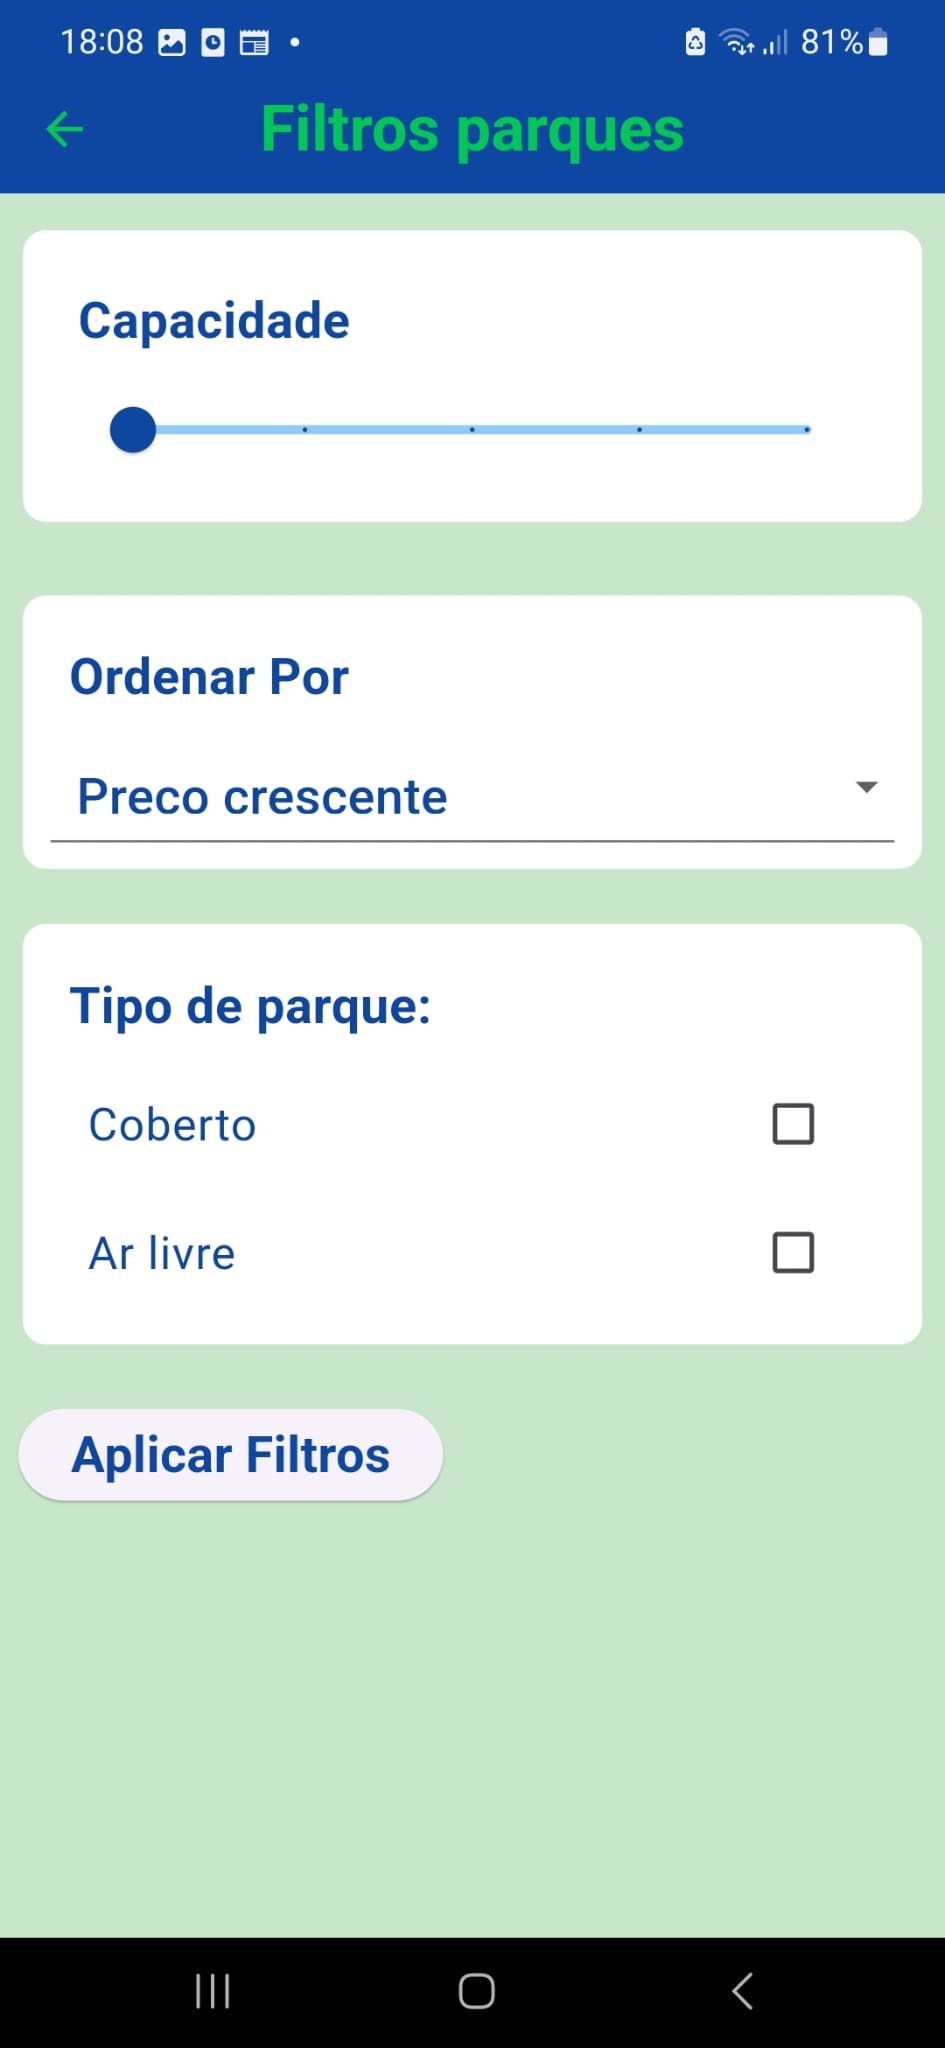 18:08 81%
Filtros parques
Capacidade
Ordenar Por
Preco crescente
Tipo de parque:
Coberto
Ar livre
Aplicar Filtros